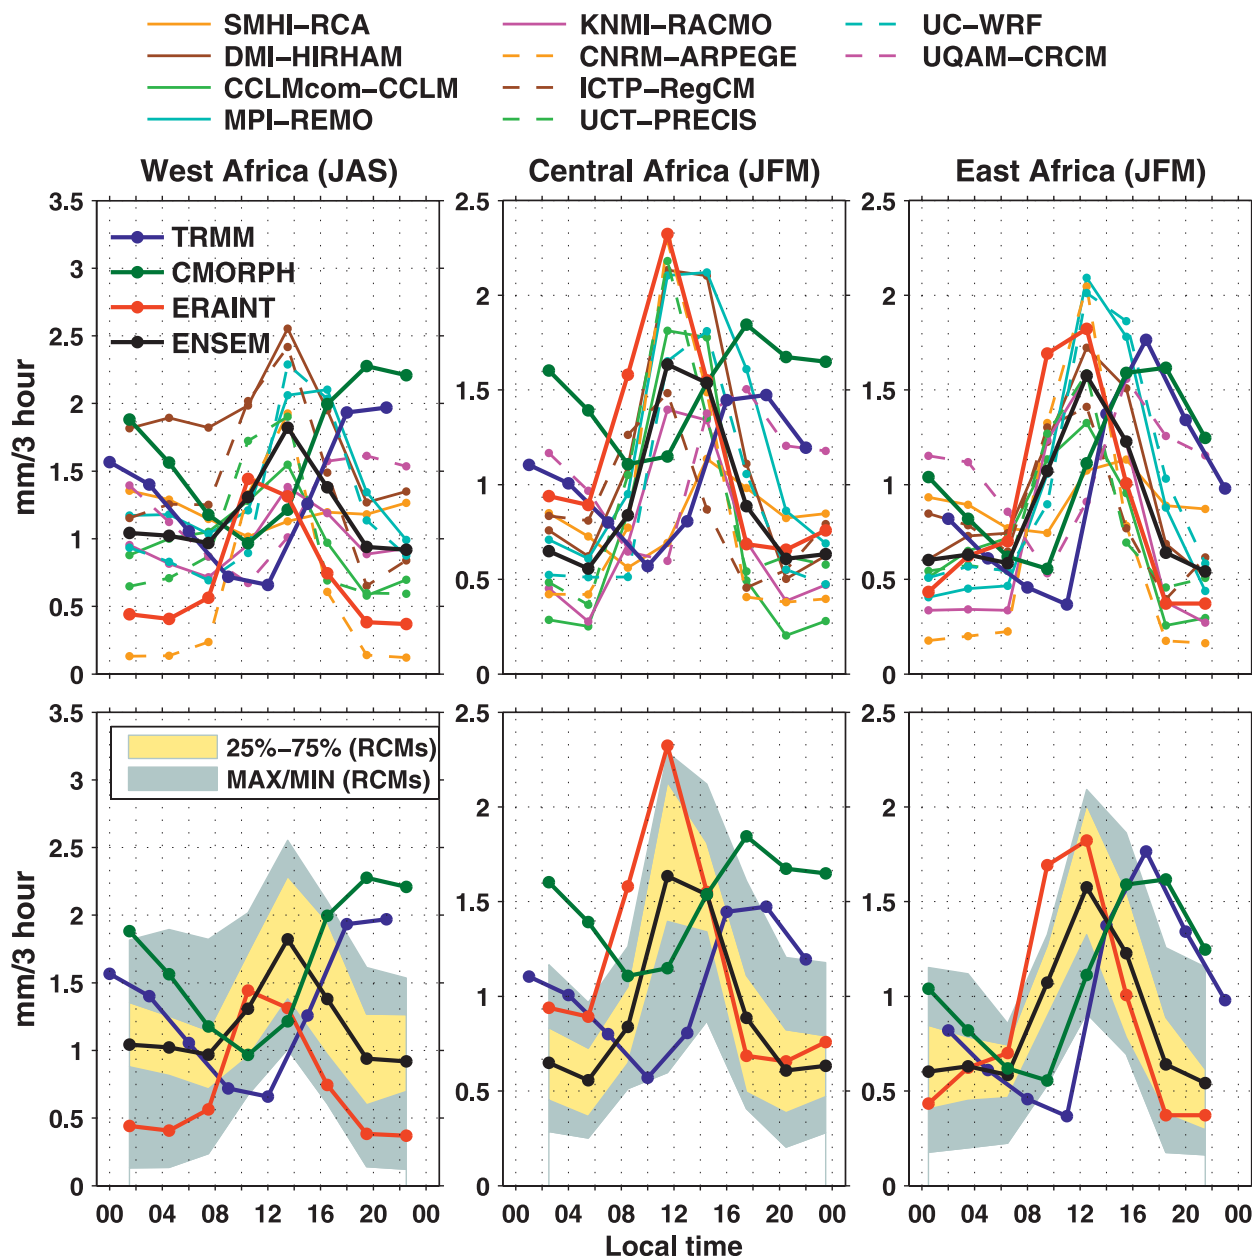 SMHI–RCA KNMI–RACMO UC–WRF
DMI–HIRHAM CNRM–ARPEGE UQAM–CRCM
CCLMcom–CCLM ICTP–RegCM
MPI–REMO UCT–PRECIS
West Africa (JAS) Central Africa (JFM) East Africa (JFM)
3.5 2.5 2.5
TRMM
3
CMORPH
2 2
ERAINT
2.5
ENSEM
mm/3 hour
2
1.5 1.5
1.5
1 1
1
0.5 0.5
0.5
0 0 0
3.5 2.5 2.5
25%–75% (RCMs)
3
MAX/MIN (RCMs)
2 2
2.5
mm/3 hour
2
1.5 1.5
1.5
1 1
1
0.5 0.5
0.5
0 0 0
00 04 08 12 16 20 00 00 04 08 12 16 20 00 00 04 08 12 16 20 00
Local time